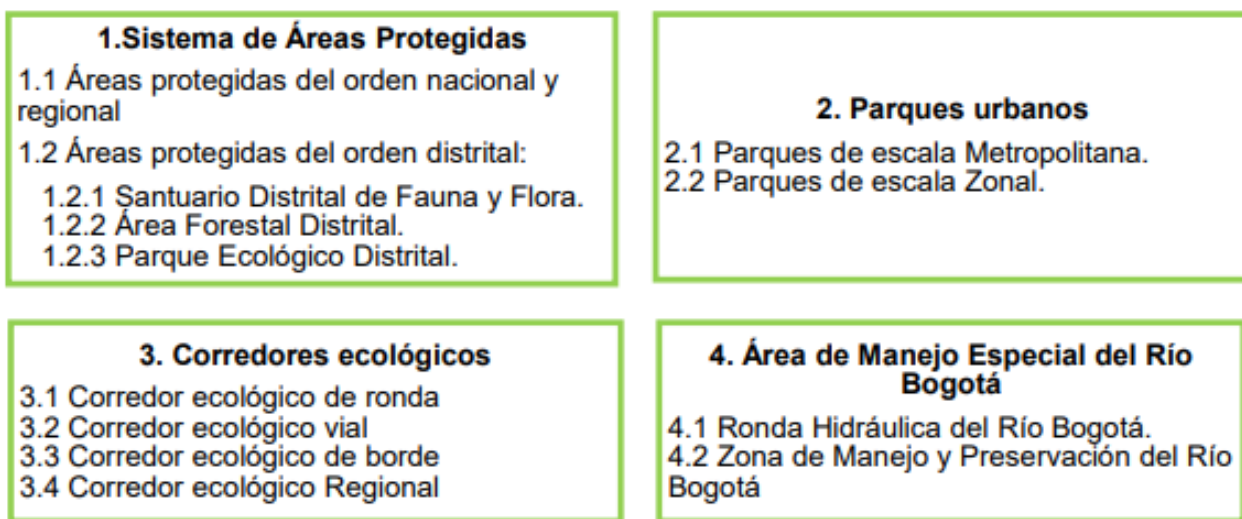 1.Sistema de Áreas Protegidas
1.1 Áreas protegidas del orden nacional y
regional
1.2 Áreas protegidas del orden distrital:
1.2.1 Santuario Distrital de Fauna y Flora.
1.2.2 Área Forestal Distrital.
1.2.3 Parque Ecológico Distrital.
2. Parques urbanos
2.1 Parques de escala Metropolitana.
2.2 Parques de escala Zonal.
3. Corredores ecológicos
3.1 Corredor ecológico de ronda
3.2 Corredor ecológico vial
3.3 Corredor ecológico de borde
3.4 Corredor ecológico Regional
4. Área de Manejo Especial del Río
Bogotá
4.1 Ronda Hidráulica del Río Bogotá.
4.2 Zona de Manejo y Preservación del Río
Bogotá